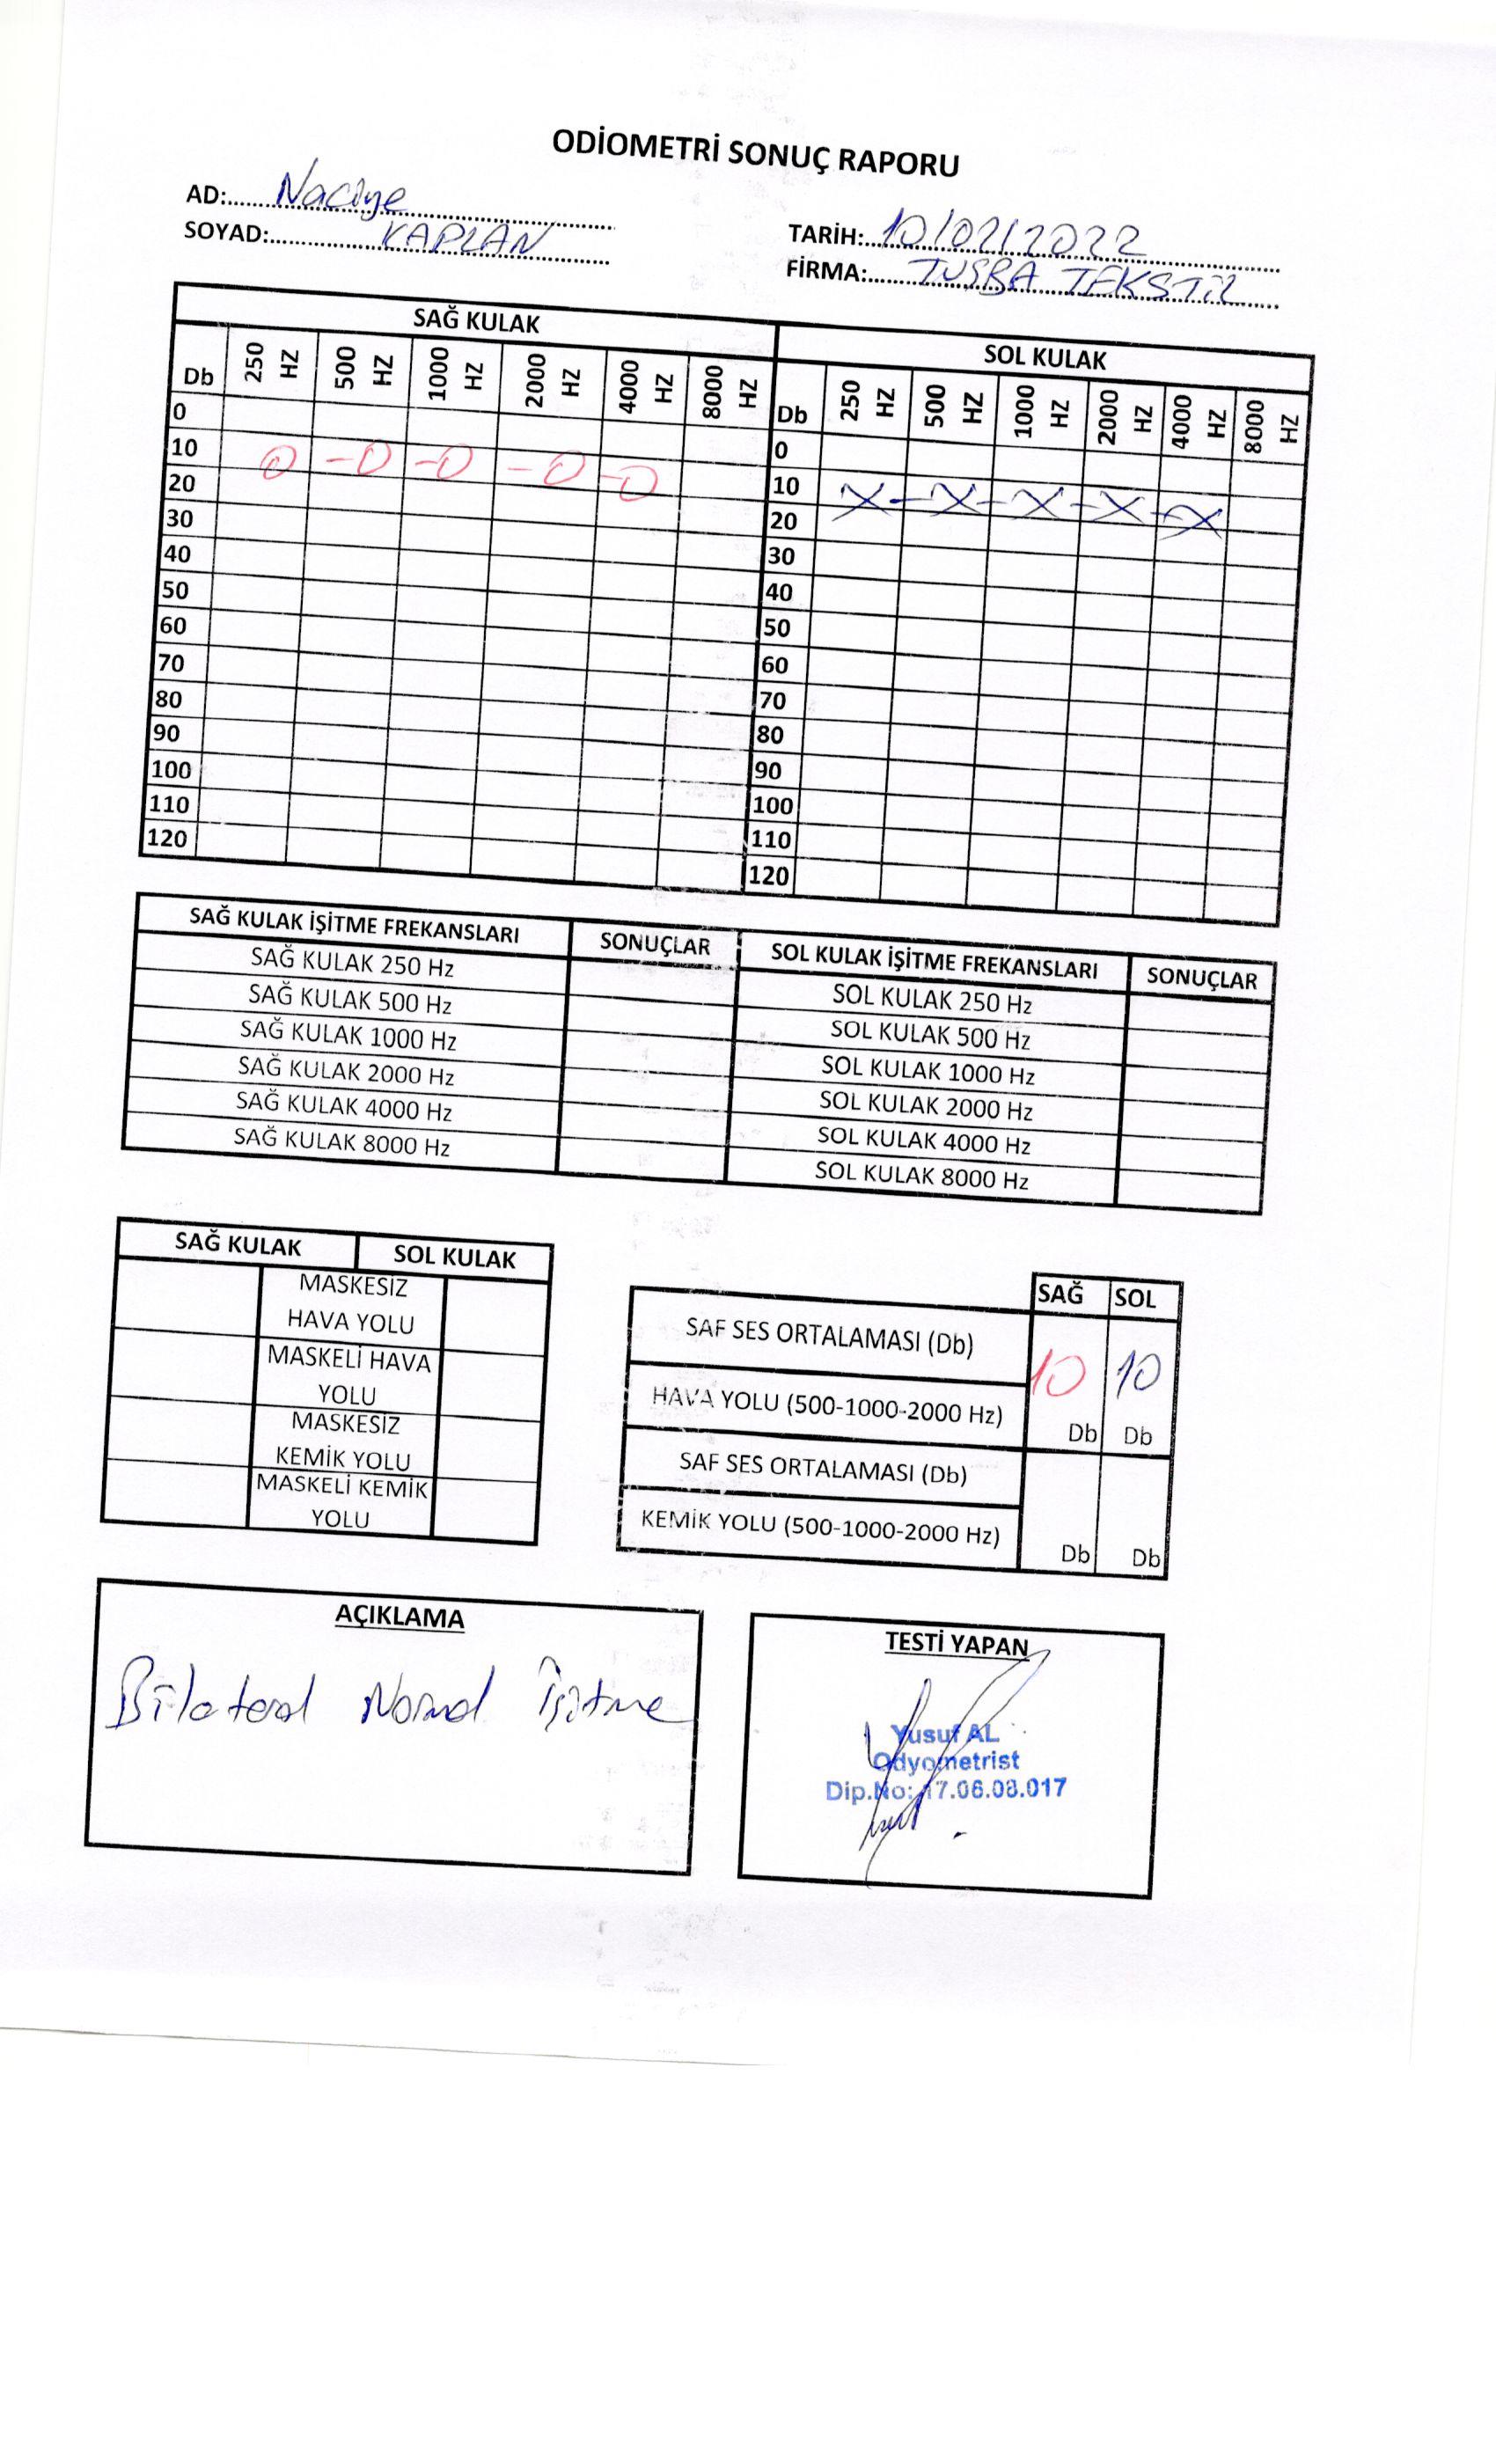 ODİOMETRİ SONUÇ RAPORU
AD: Naciye
SOYAD: KAPLAN
TARİH: 10/02/2022
FİRMA: TUŞBA TEKSTİL
SAĞ KULAK SOL KULAK
Db 250 HZ 500 HZ 1000 HZ 2000 HZ 4000 HZ 8000 HZ Db 250 HZ 500 HZ 1000 HZ 2000 HZ 4000 HZ 8000 HZ
0 0
10 O -O -O -O -O 10 X - X - X - X - X
20 20
30 30
40 40
50 50
60 60
70 70
80 80
90 90
100 100
110 110
120 120
SAĞ KULAK İŞİTME FREKANSLARI SONUÇLAR SOL KULAK İŞİTME FREKANSLARI SONUÇLAR
SAĞ KULAK 250 Hz SOL KULAK 250 Hz
SAĞ KULAK 500 Hz SOL KULAK 500 Hz
SAĞ KULAK 1000 Hz SOL KULAK 1000 Hz
SAĞ KULAK 2000 Hz SOL KULAK 2000 Hz
SAĞ KULAK 4000 Hz SOL KULAK 4000 Hz
SAĞ KULAK 8000 Hz SOL KULAK 8000 Hz
SAĞ KULAK SOL KULAK
MASKESİZ
HAVA YOLU
MASKELİ HAVA
YOLU
MASKESİZ
KEMİK YOLU
MASKELİ KEMİK
YOLU
SAĞ SOL
SAF SES ORTALAMASI (Db)
10 10
HAVA YOLU (500-1000-2000 Hz)
Db Db
SAF SES ORTALAMASI (Db)
KEMİK YOLU (500-1000-2000 Hz)
Db Db
AÇIKLAMA
Bilateral Normal İşitme
TESTİ YAPAN
Yusuf AL
Odyometrist
Dip.No: 17.06.08.017